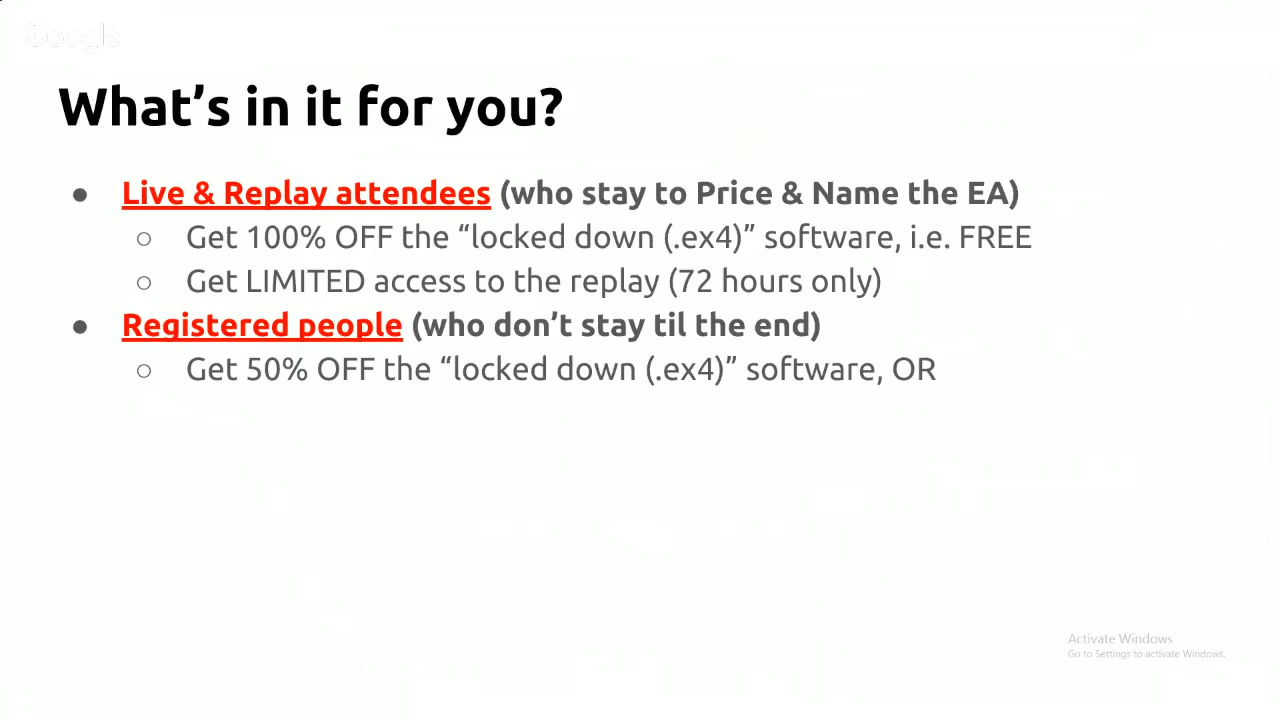 Google
What’s in it for you?
● Live & Replay attendees (who stay to Price & Name the EA)
○ Get 100% OFF the “locked down (.ex4)” software, i.e. FREE
○ Get LIMITED access to the replay (72 hours only)
● Registered people (who don’t stay til the end)
○ Get 50% OFF the “locked down (.ex4)” software, OR
Activate Windows
Go to Settings to activate Windows.